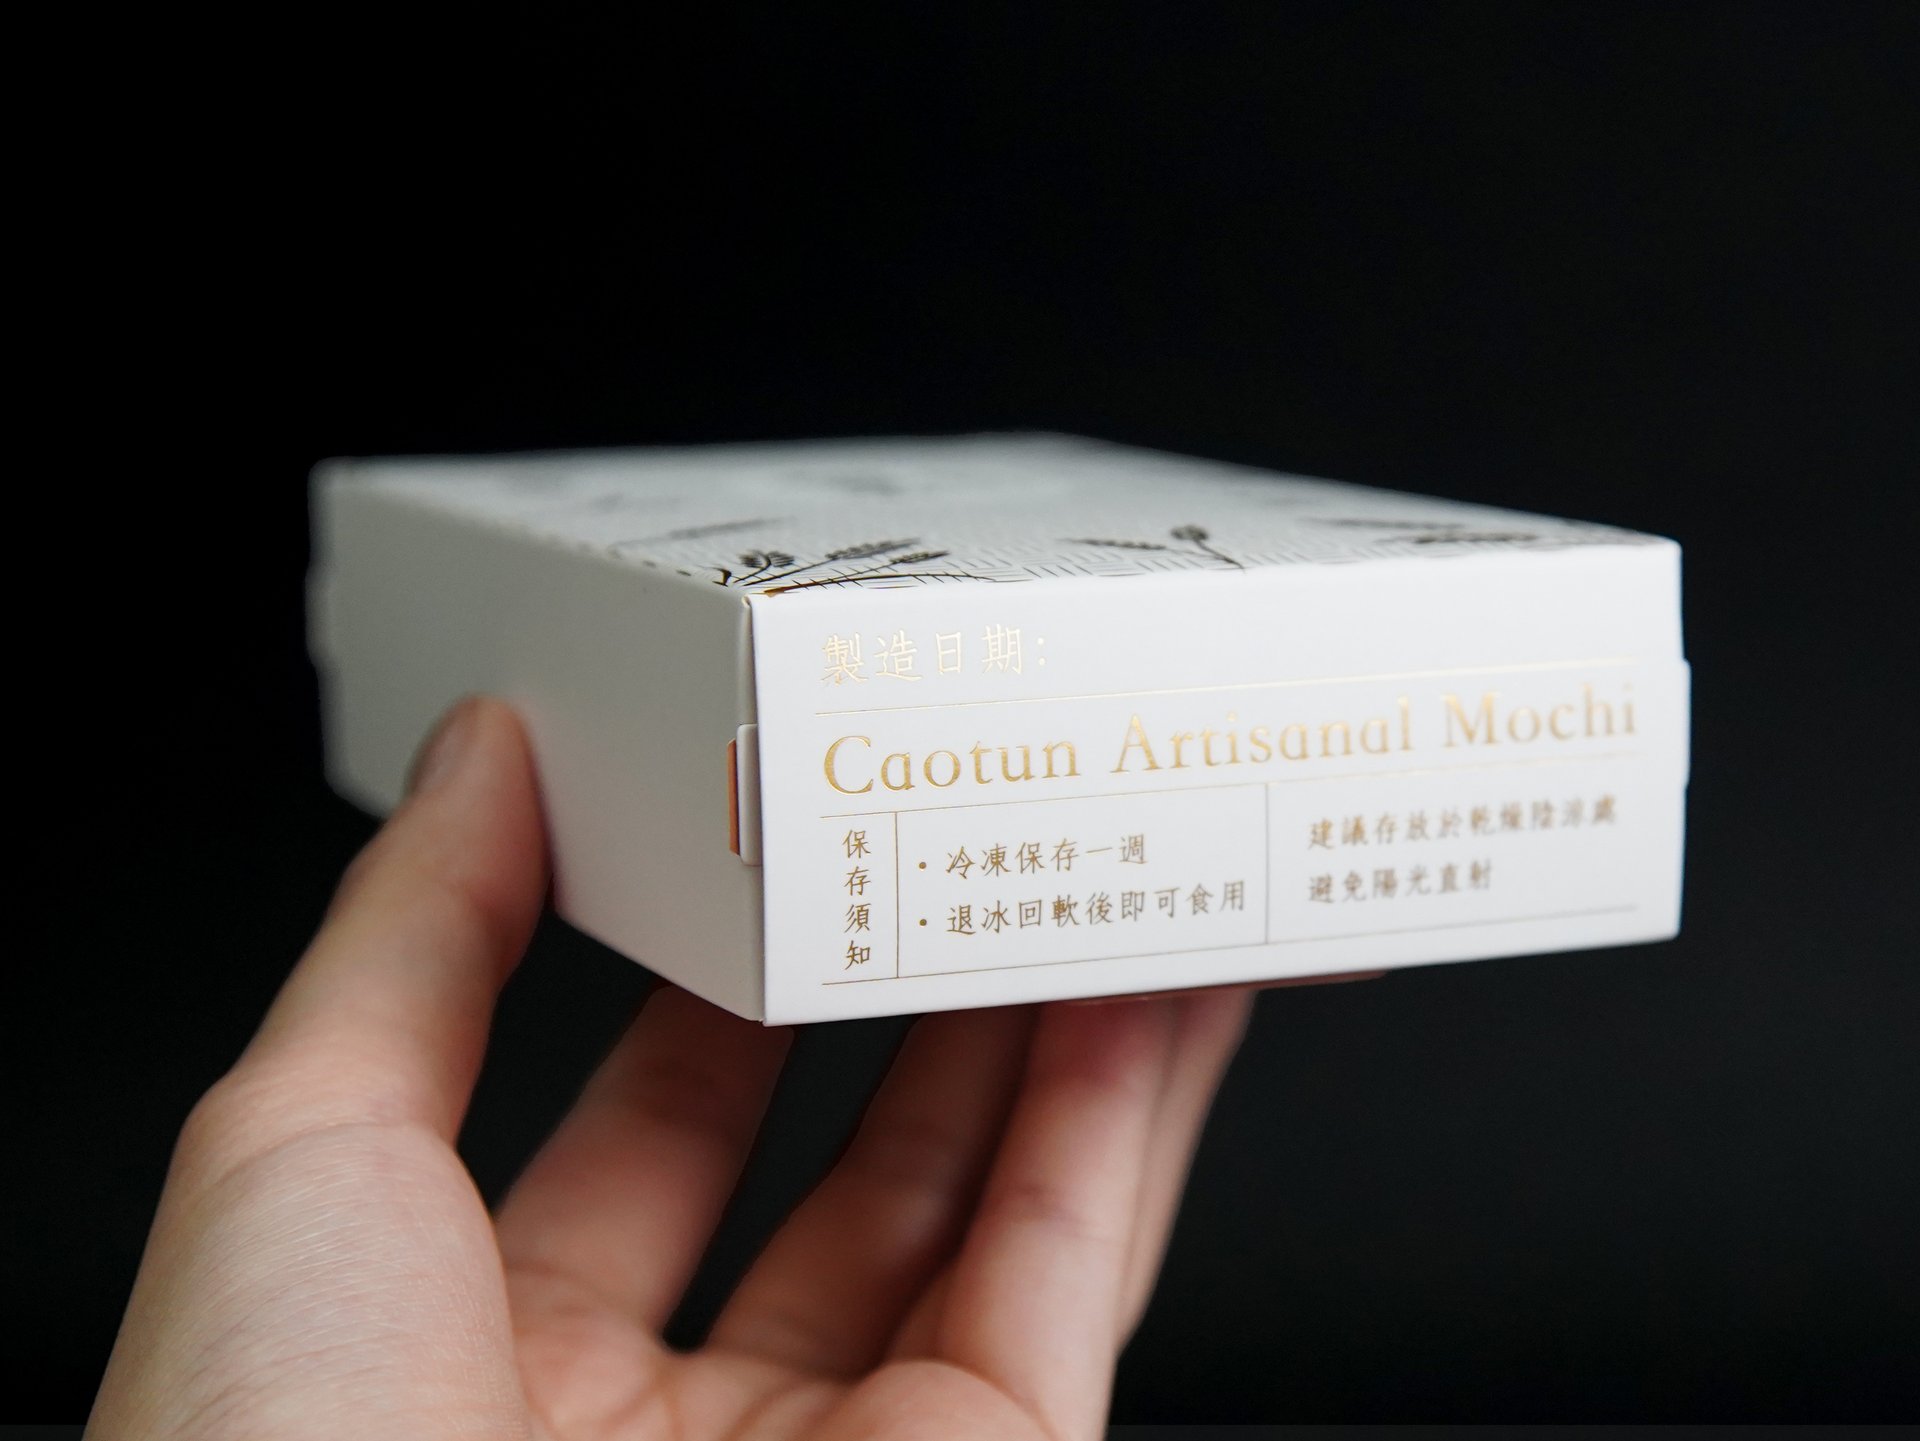 製造日期:
Caotun Artisanal Mochi
保存須知
・冷凍保存一週
・退冰回軟後即可食用
建議存放於乾燥陰涼處
避免陽光直射